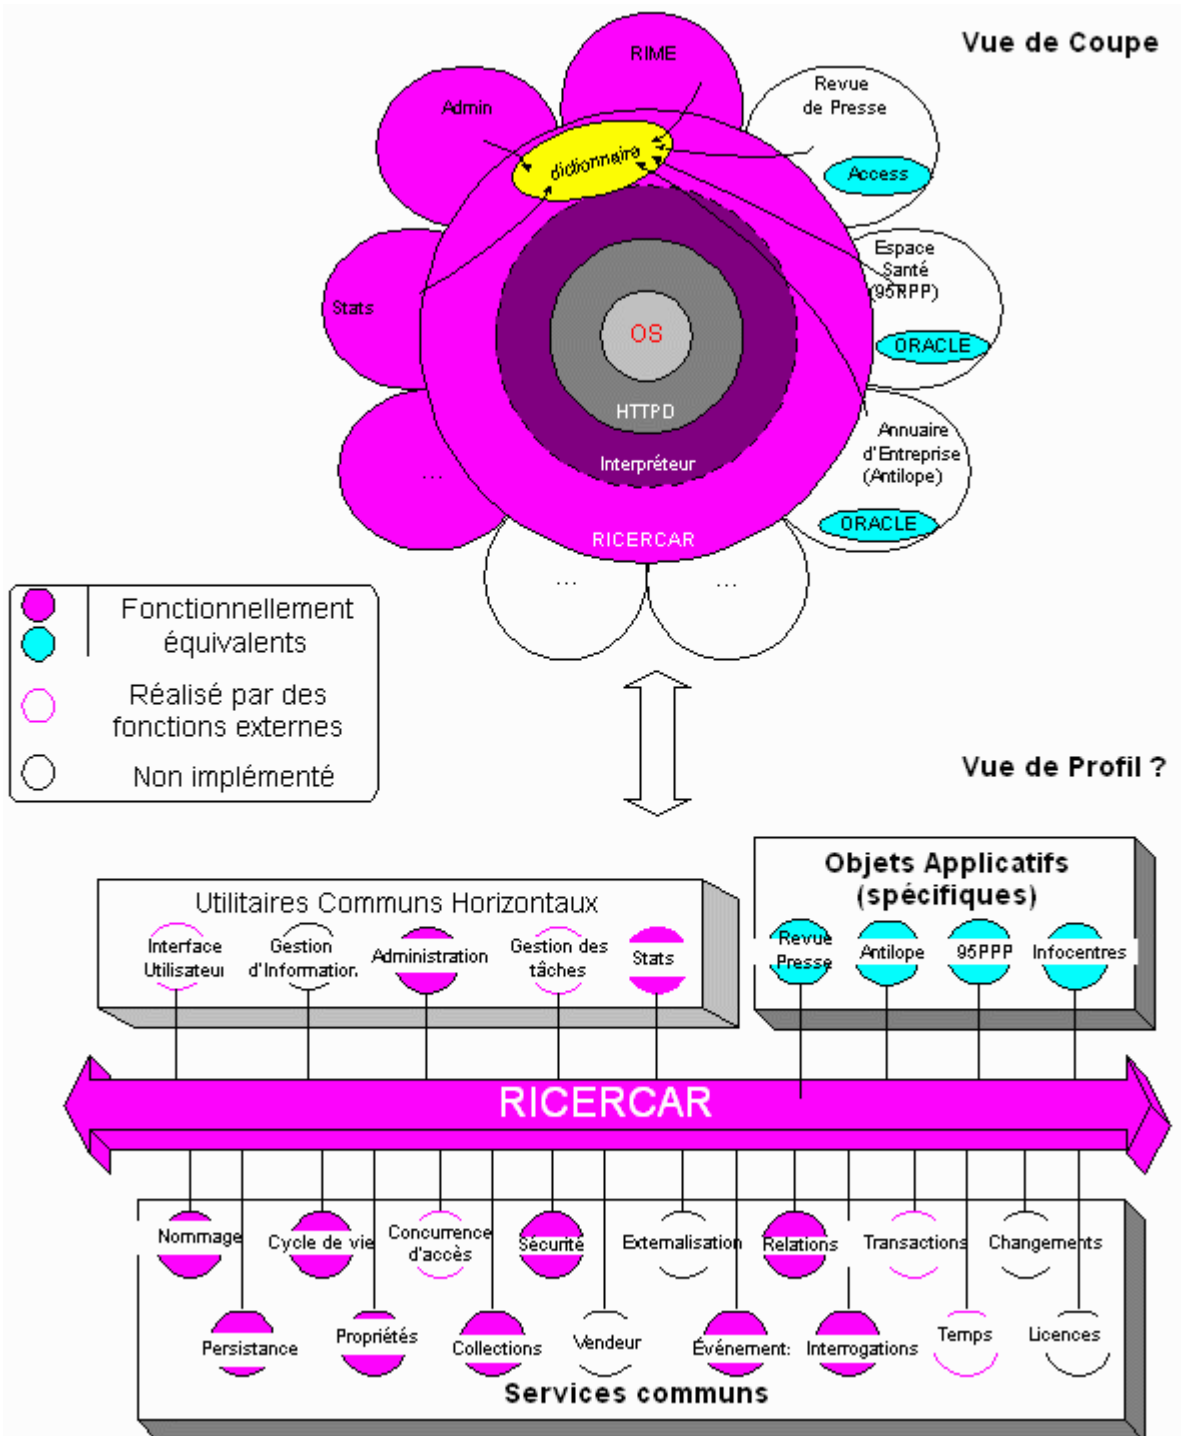 Vue de Coupe
RIME
Revue
de Presse
Admin
dictionnaire
Access
Espace
Santé
(95RPP)
Stats
OS
ORACLE
HTTPD
Annuaire
d'Entreprise
(Antilope)
Interpréteur
...
ORACLE
RICERCAR
...
...
Fonctionnellement
équivalents
Réalisé par des
fonctions externes
Non implémenté
Vue de Profil ?
Objets Applicatifs
(spécifiques)
Utilitaires Communs Horizontaux
Interface
Utilisateur
Gestion
d'Information
Administration
Gestion des
tâches
Stats
Revue
Presse
Antilope
95PPP
Infocentres
RICERCAR
Nommage
Cycle de vie
Concurrence
d'accès
Sécurité
Externalisation
Relations
Transactions
Changements
Persistance
Propriétés
Collections
Vendeur
Événement:
Interrogations
Temps
Licences
Services communs